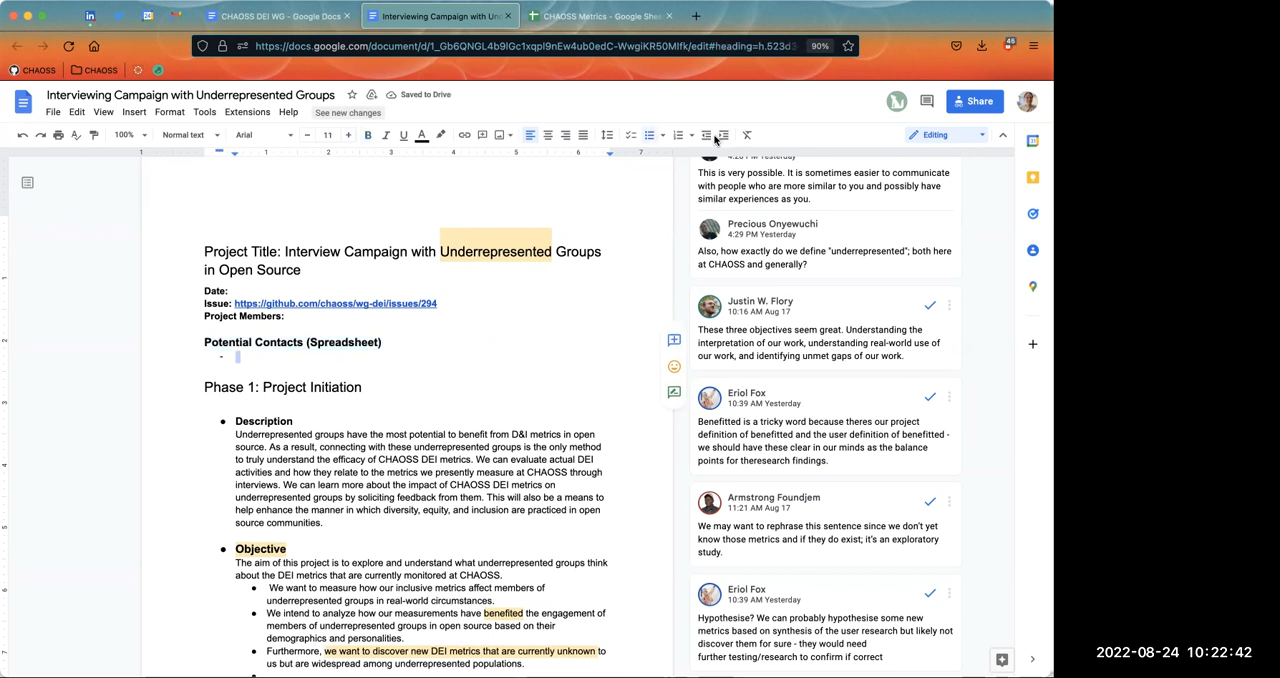 CHAOSS DEI WG - Google Docs
Interviewing Campaign with Un
CHAOSS Metrics - Google She
https://docs.google.com/document/d/1_Gb6QNGL4b9lGc1xqpl9nEw4ub0edC-WwgiKR50Mlfk/edit#heading=h.523d3
90%
45
CHAOSS
CHAOSS
Interviewing Campaign with Underrepresented Groups
Saved to Drive
File Edit View Insert Format Tools Extensions Help
See new changes
Share
100%
Normal text
Arial
11
Editing
1 1 2 3 4 5 6 7
Project Title: Interview Campaign with Underrepresented Groups
in Open Source
Date:
Issue: https://github.com/chaoss/wg-dei/issues/294
Project Members:
Potential Contacts (Spreadsheet)
-
Phase 1: Project Initiation
● Description
Underrepresented groups have the most potential to benefit from D&I metrics in open
source. As a result, connecting with these underrepresented groups is the only method
to truly understand the efficacy of CHAOSS DEI metrics. We can evaluate actual DEI
activities and how they relate to the metrics we presently measure at CHAOSS through
interviews. We can learn more about the impact of CHAOSS DEI metrics on
underrepresented groups by soliciting feedback from them. This will also be a means to
help enhance the manner in which diversity, equity, and inclusion are practiced in open
source communities.
● Objective
The aim of this project is to explore and understand what underrepresented groups think
about the DEI metrics that are currently monitored at CHAOSS.
● We want to measure how our inclusive metrics affect members of
underrepresented groups in real-world circumstances.
● We intend to analyze how our measurements have benefited the engagement of
members of underrepresented groups in open source based on their
demographics and personalities.
● Furthermore, we want to discover new DEI metrics that are currently unknown to
us but are widespread among underrepresented populations.
4:26 PM Yesterday
This is very possible. It is sometimes easier to communicate
with people who are more similar to you and possibly have
similar experiences as you.
Precious Onyewuchi
4:29 PM Yesterday
Also, how exactly do we define "underrepresented"; both here
at CHAOSS and generally?
Justin W. Flory
10:16 AM Aug 17
These three objectives seem great. Understanding the
interpretation of our work, understanding real-world use of
our work, and identifying unmet gaps of our work.
Eriol Fox
10:39 AM Yesterday
Benefitted is a tricky word because theres our project
definition of benefitted and the user definition of benefitted -
we should have these clear in our minds as the balance
points for theresearch findings.
Armstrong Foundjem
11:21 AM Aug 17
We may want to rephrase this sentence since we don't yet
know those metrics and if they do exist; it's an exploratory
study.
Eriol Fox
10:39 AM Yesterday
Hypothesise? We can probably hypothesise some new
metrics based on synthesis of the user research but likely not
discover them for sure - they would need
further testing/research to confirm if correct
2022-08-24 10:22:42